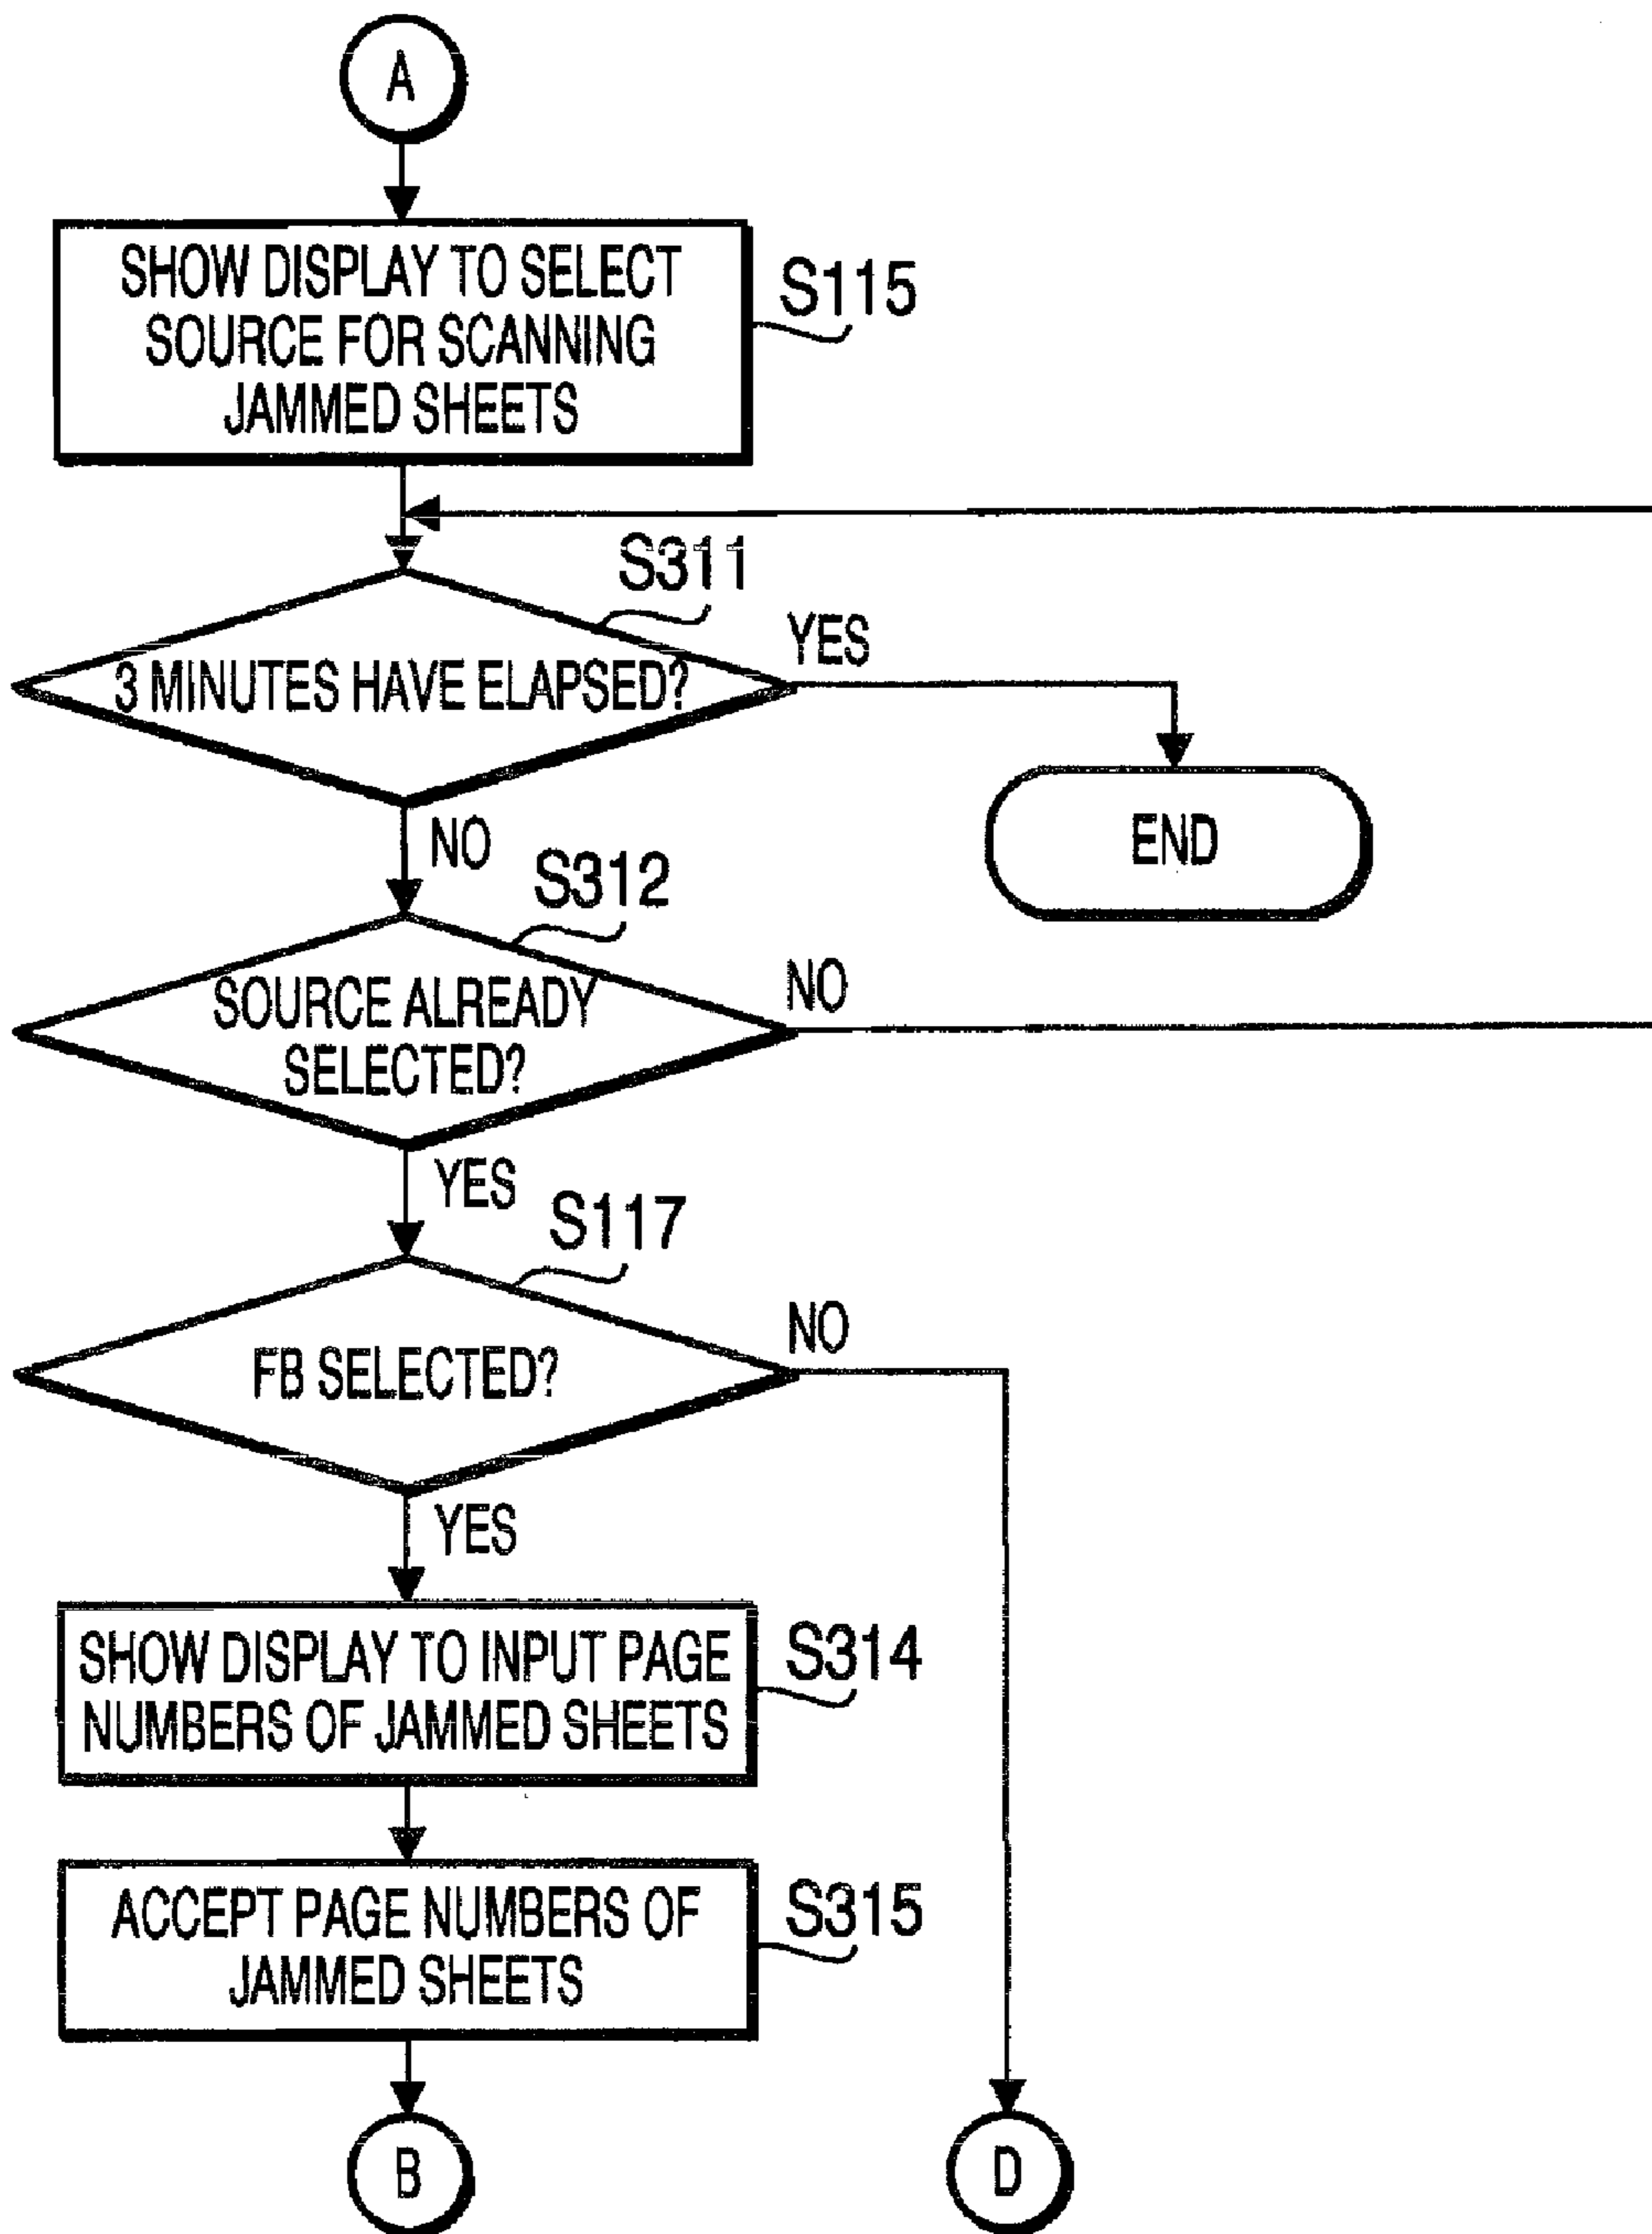 A
SHOW DISPLAY TO SELECT
SOURCE FOR SCANNING
JAMMED SHEETS
S115
S311
3 MINUTES HAVE ELAPSED?
YES
END
NO
S312
SOURCE ALREADY
SELECTED?
NO
YES
S117
FB SELECTED?
NO
YES
SHOW DISPLAY TO INPUT PAGE
NUMBERS OF JAMMED SHEETS
S314
ACCEPT PAGE NUMBERS OF
JAMMED SHEETS
S315
B
D